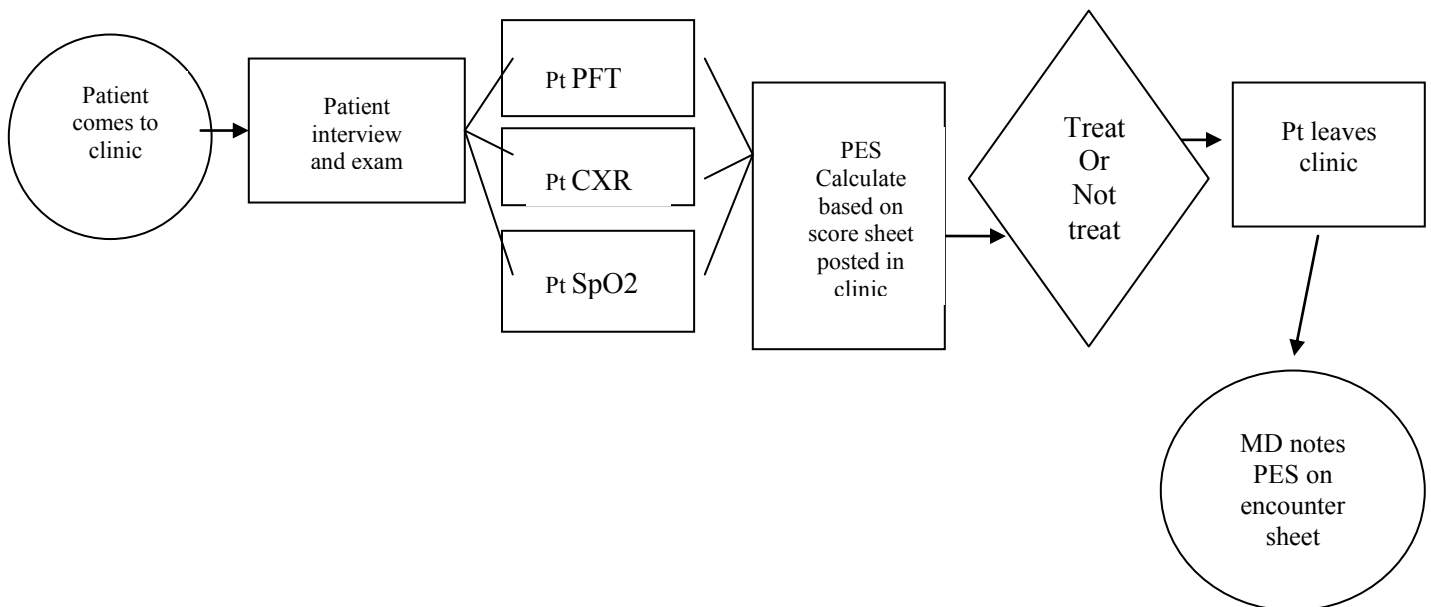 Patient
comes to
clinic
Patient
interview
and exam
Pt PFT
Pt CXR
Pt SpO2
PES
Calculate
based on
score sheet
posted in
clinic
Treat
Or
Not
treat
Pt leaves
clinic
MD notes
PES on
encounter
sheet